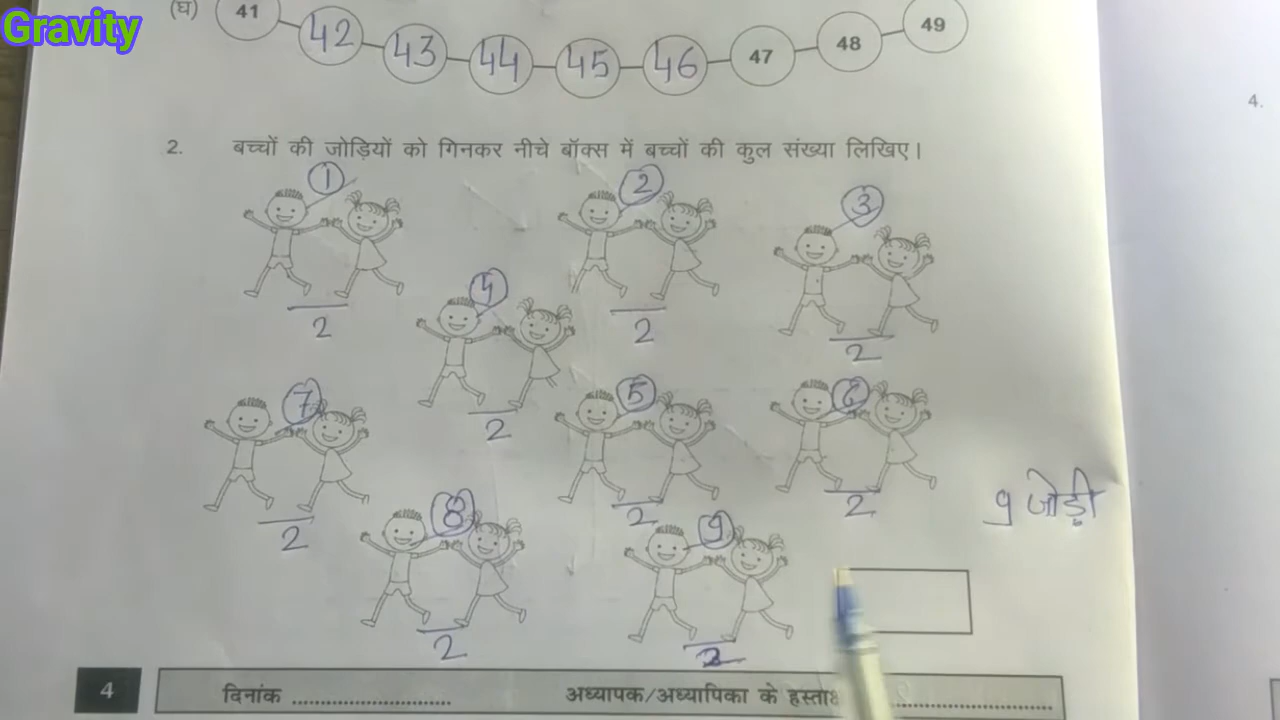 Gravity
(घ) 41 42 43 44 45 46 47 48 49
4.
2. बच्चों की जोड़ियों को गिनकर नीचे बॉक्स में बच्चों की कुल संख्या लिखिए।
1 2 3
2 4 2 2
7 2 5 6
2 8 2 2 9 जोड़ी
9
2 2
4 दिनांक ........................... अध्यापक/अध्यापिका के